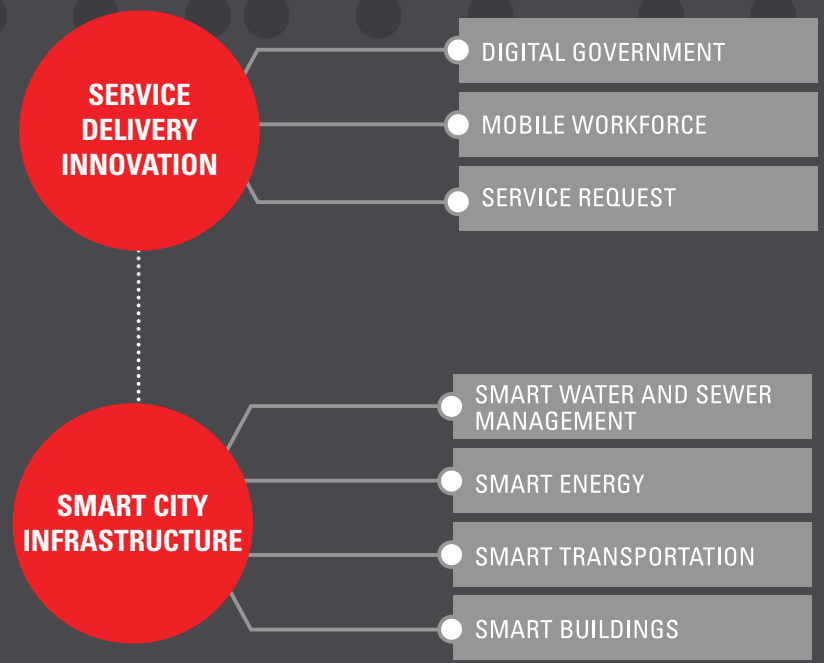 SERVICE
DELIVERY
INNOVATION
DIGITAL GOVERNMENT
MOBILE WORKFORCE
SERVICE REQUEST
SMART CITY
INFRASTRUCTURE
SMART WATER AND SEWER
MANAGEMENT
SMART ENERGY
SMART TRANSPORTATION
SMART BUILDINGS